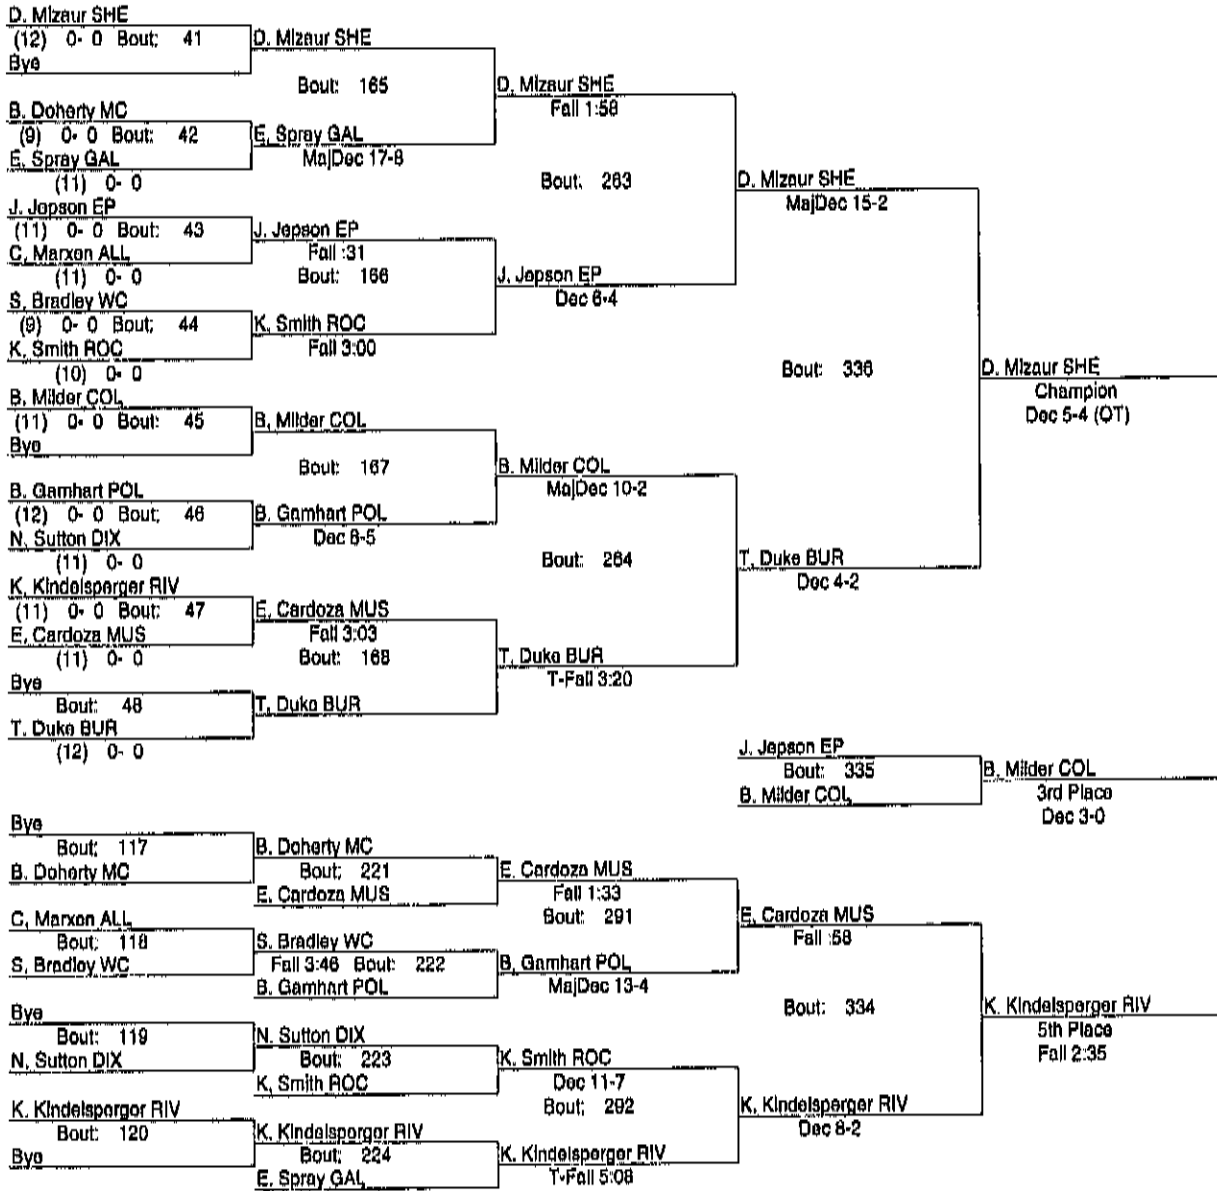 D. Mizaur SHE
(12) 0- 0 Bout: 41
Bye
D. Mizaur SHE
Bout: 165
B. Doherty MC
(9) 0- 0 Bout: 42
E. Spray GAL
(11) 0- 0
E. Spray GAL
MajDec 17-8
D. Mizaur SHE
Fall 1:58
Bout: 263
J. Jepson EP
(11) 0- 0 Bout: 43
C. Marxen ALL
(11) 0- 0
J. Jepson EP
Fall :31
Bout: 166
S. Bradley WC
(9) 0- 0 Bout: 44
K. Smith ROC
(10) 0- 0
K. Smith ROC
Fall 3:00
J. Jepson EP
Dec 6-4
D. Mizaur SHE
MajDec 15-2
Bout: 336
B. Milder COL
(11) 0- 0 Bout: 45
Bye
B. Milder COL
Bout: 167
B. Gamhart POL
(12) 0- 0 Bout: 46
N. Sutton DIX
(11) 0- 0
B. Gamhart POL
Dec 8-5
B. Milder COL
MajDec 10-2
Bout: 264
K. Kindelsperger RIV
(11) 0- 0 Bout: 47
E. Cardoza MUS
(11) 0- 0
E. Cardoza MUS
Fall 3:03
Bout: 168
Bye
Bout: 48
T. Duke BUR
(12) 0- 0
T. Duke BUR
T. Duke BUR
T-Fall 3:20
T. Duke BUR
Dec 4-2
D. Mizaur SHE
Champion
Dec 5-4 (OT)
J. Jepson EP
Bout: 335
B. Milder COL
B. Milder COL
3rd Place
Dec 3-0
Bye
Bout: 117
B. Doherty MC
B. Doherty MC
Bout: 221
E. Cardoza MUS
E. Cardoza MUS
Fall 1:33
Bout: 291
C. Marxen ALL
Bout: 118
S. Bradley WC
S. Bradley WC
Fall 3:46 Bout: 222
B. Gamhart POL
B. Gamhart POL
MajDec 13-4
E. Cardoza MUS
Fall :58
Bout: 334
Bye
Bout: 119
N. Sutton DIX
N. Sutton DIX
Bout: 223
K. Smith ROC
K. Smith ROC
Dec 11-7
Bout: 292
K. Kindelsperger RIV
Bout: 120
Bye
K. Kindelsperger RIV
Bout: 224
E. Spray GAL
K. Kindelsperger RIV
T-Fall 5:08
K. Kindelsperger RIV
Dec 8-2
K. Kindelsperger RIV
5th Place
Fall 2:35